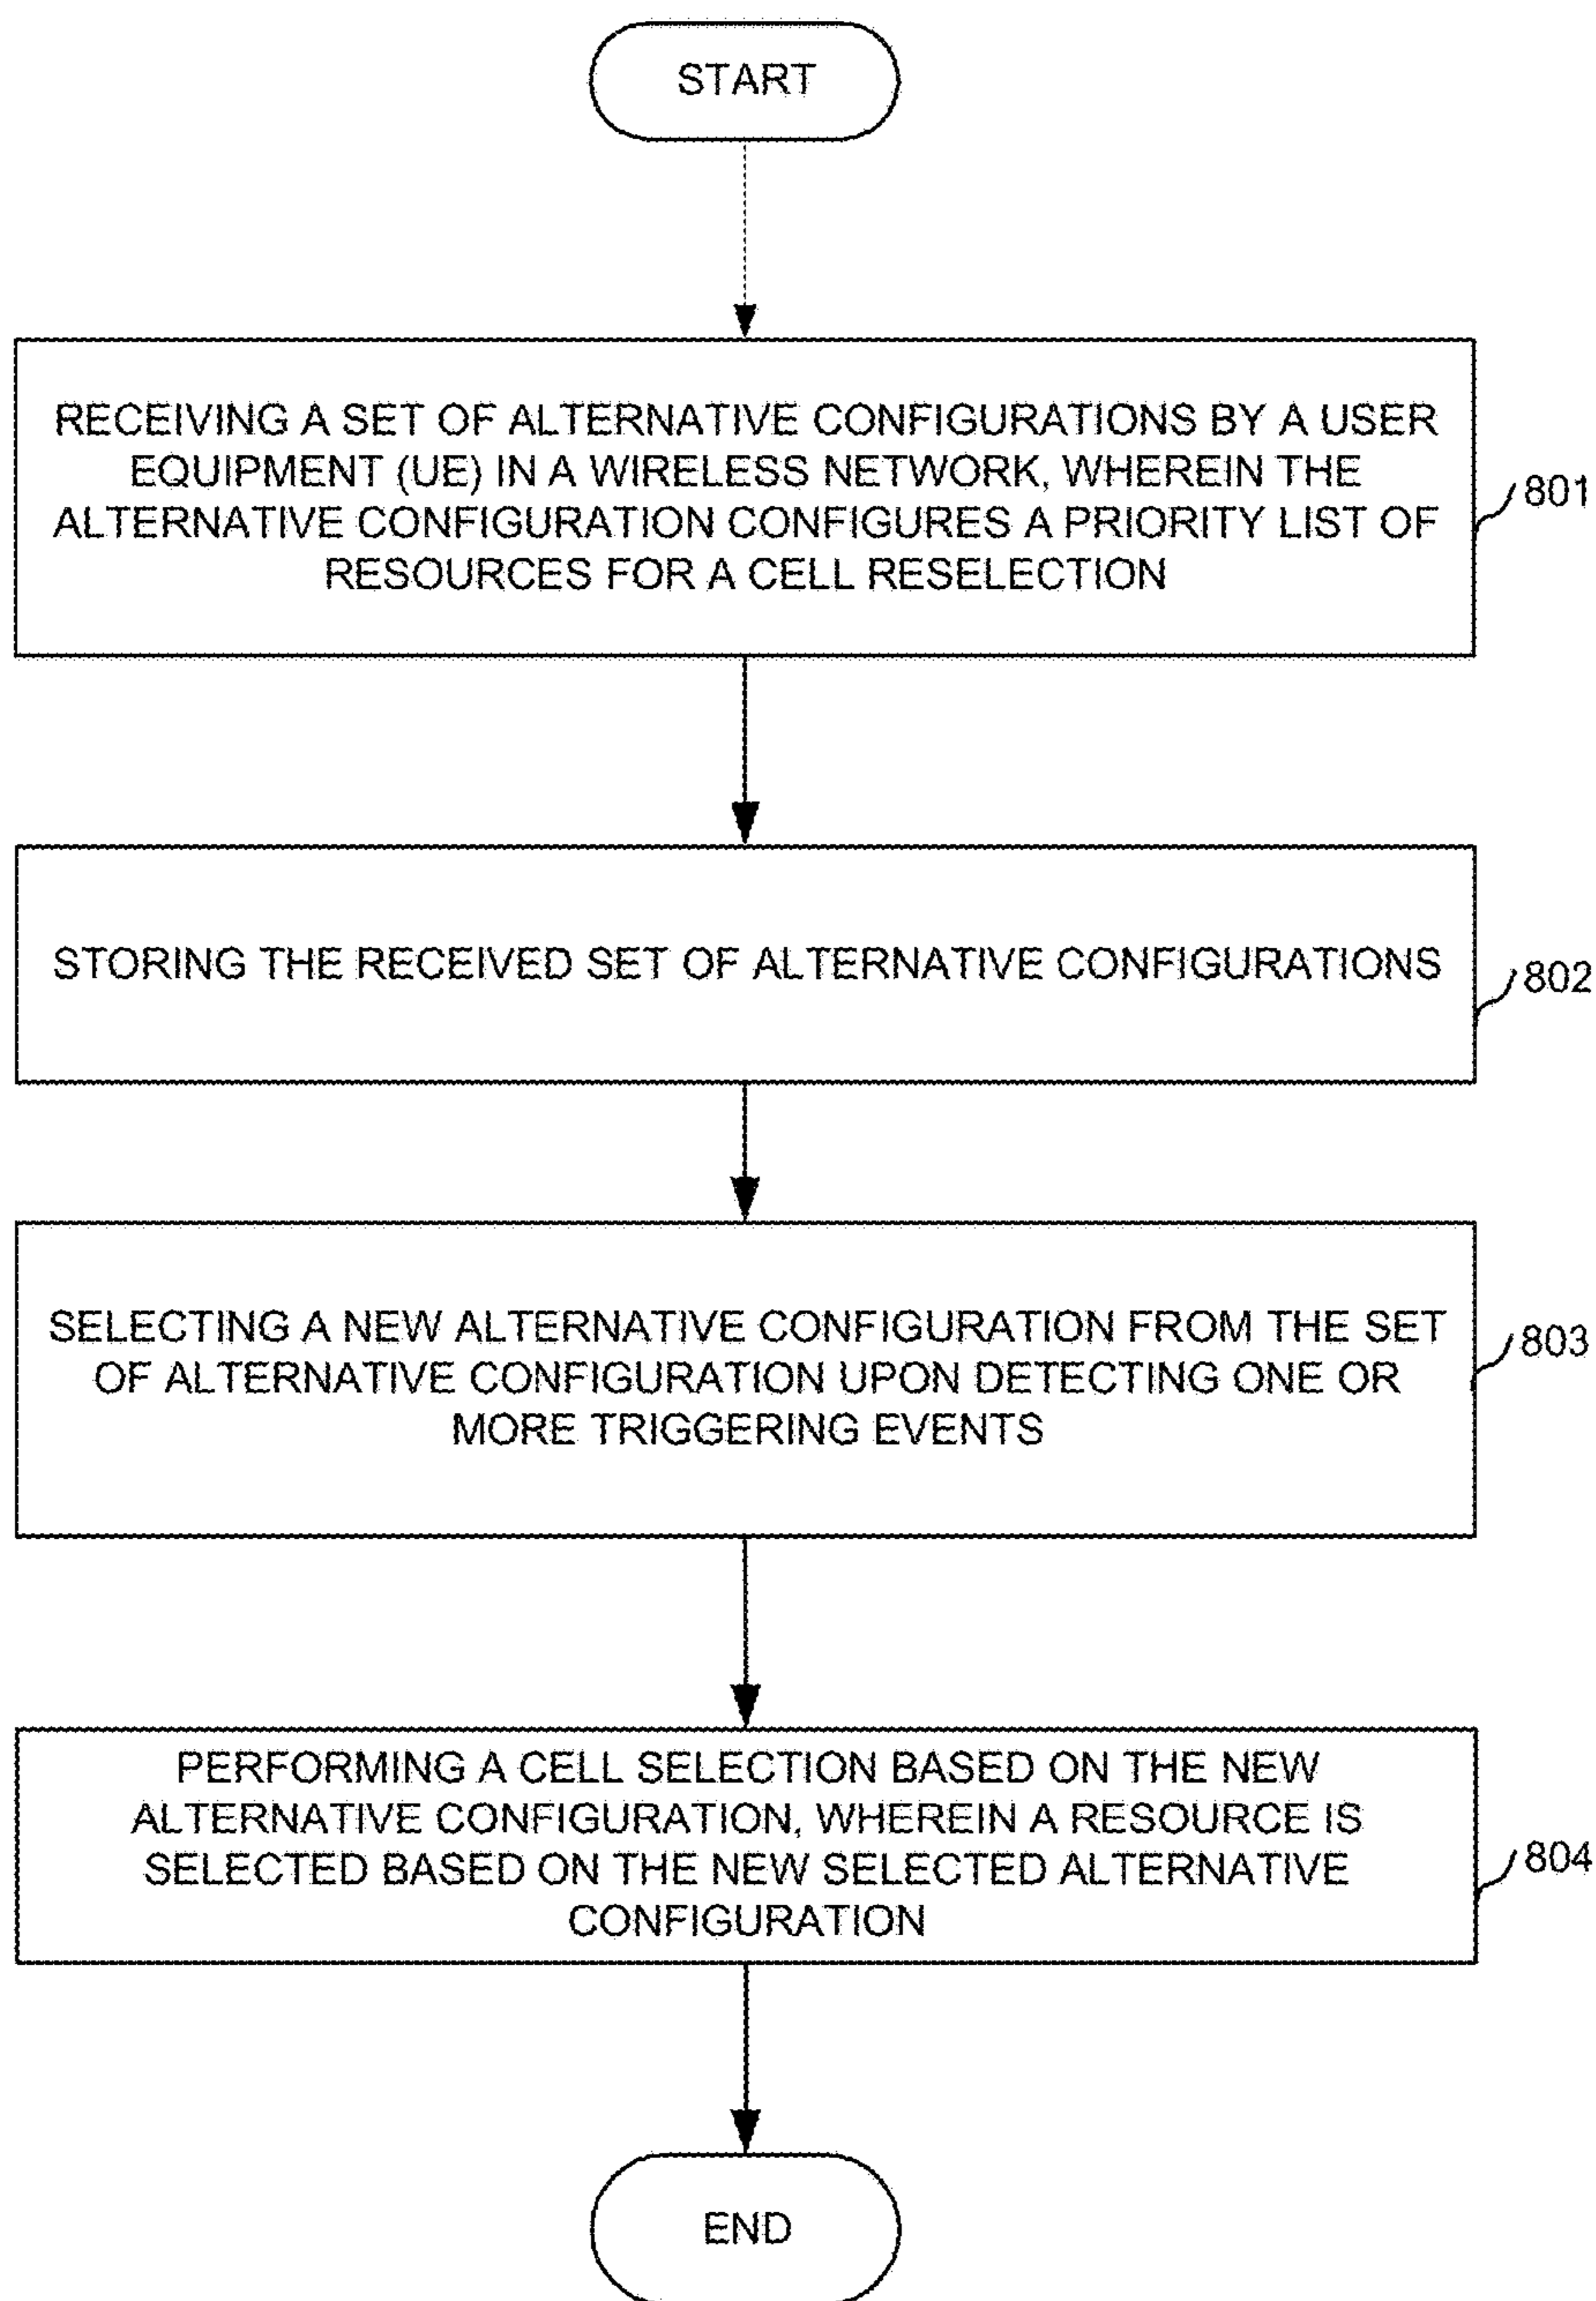 START
RECEIVING A SET OF ALTERNATIVE CONFIGURATIONS BY A USER
EQUIPMENT (UE) IN A WIRELESS NETWORK, WHEREIN THE
ALTERNATIVE CONFIGURATION CONFIGURES A PRIORITY LIST OF
RESOURCES FOR A CELL RESELECTION
801
STORING THE RECEIVED SET OF ALTERNATIVE CONFIGURATIONS
802
SELECTING A NEW ALTERNATIVE CONFIGURATION FROM THE SET
OF ALTERNATIVE CONFIGURATION UPON DETECTING ONE OR
MORE TRIGGERING EVENTS
803
PERFORMING A CELL SELECTION BASED ON THE NEW
ALTERNATIVE CONFIGURATION, WHEREIN A RESOURCE IS
SELECTED BASED ON THE NEW SELECTED ALTERNATIVE
CONFIGURATION
804
END